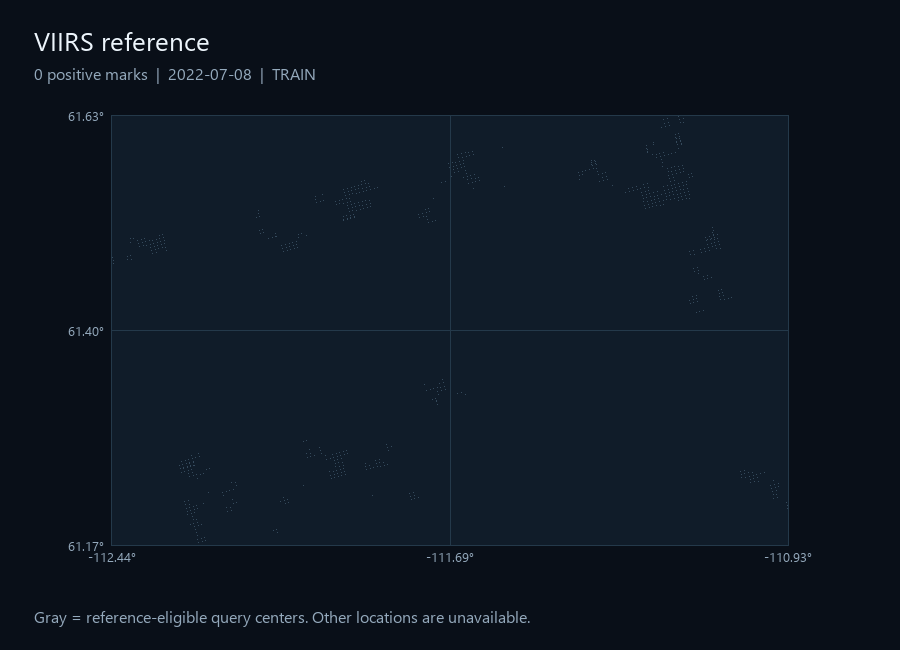 VIIRS reference
0 positive marks | 2022-07-08 | TRAIN
61.63°
61.40°
61.17°
-112.44°
-111.69°
-110.93°
Gray = reference-eligible query centers. Other locations are unavailable.